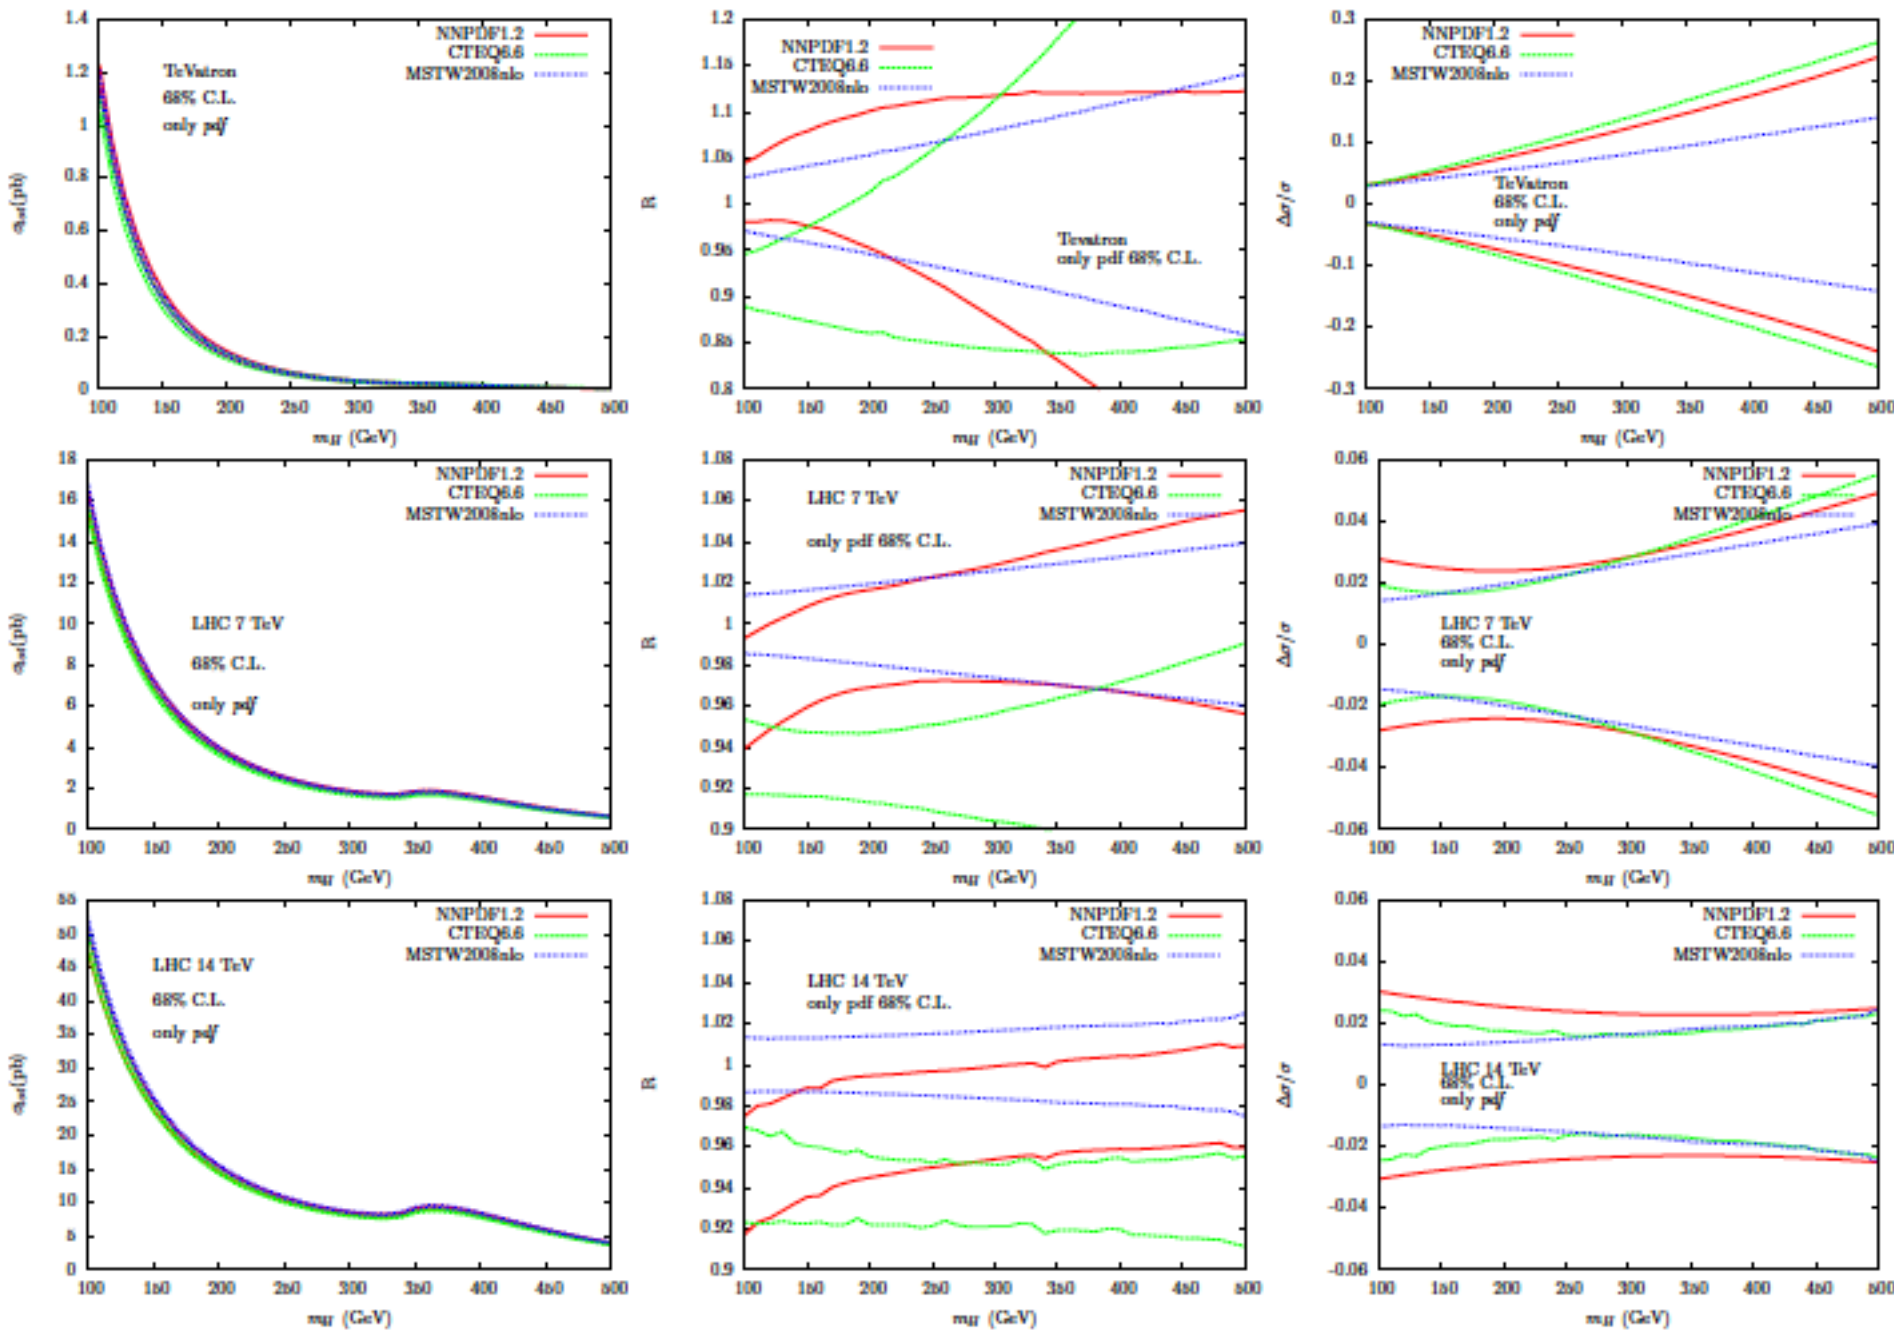 1.4
1.2
1
0.8
0.6
0.4
0.2
0
NNPDF1.2
CTEQ6.6
MSTW2008nlo
TeVatron
68% C.L.
only pdf
σtot(pb)
100 150 200 250 300 350 400 450 500
mH (GeV)
1.2
1.15
1.1
1.05
1
0.95
0.9
0.85
0.8
NNPDF1.2
CTEQ6.6
MSTW2008nlo
Tevatron
only pdf 68% C.L.
R
100 150 200 250 300 350 400 450 500
mH (GeV)
0.3
0.2
0.1
0
-0.1
-0.2
-0.3
NNPDF1.2
CTEQ6.6
MSTW2008nlo
TeVatron
68% C.L.
only pdf
Δσ/σ
100 150 200 250 300 350 400 450 500
mH (GeV)
18
16
14
12
10
8
6
4
2
0
NNPDF1.2
CTEQ6.6
MSTW2008nlo
LHC 7 TeV
68% C.L.
only pdf
σtot(pb)
100 150 200 250 300 350 400 450 500
mH (GeV)
1.08
1.06
1.04
1.02
1
0.98
0.96
0.94
0.92
0.9
NNPDF1.2
CTEQ6.6
MSTW2008nlo
LHC 7 TeV
only pdf 68% C.L.
R
100 150 200 250 300 350 400 450 500
mH (GeV)
0.06
0.04
0.02
0
-0.02
-0.04
-0.06
NNPDF1.2
CTEQ6.6
MSTW2008nlo
LHC 7 TeV
68% C.L.
only pdf
Δσ/σ
100 150 200 250 300 350 400 450 500
mH (GeV)
55
50
45
40
35
30
25
20
15
10
5
0
NNPDF1.2
CTEQ6.6
MSTW2008nlo
LHC 14 TeV
68% C.L.
only pdf
σtot(pb)
100 150 200 250 300 350 400 450 500
mH (GeV)
1.08
1.06
1.04
1.02
1
0.98
0.96
0.94
0.92
0.9
NNPDF1.2
CTEQ6.6
MSTW2008nlo
LHC 14 TeV
only pdf 68% C.L.
R
100 150 200 250 300 350 400 450 500
mH (GeV)
0.06
0.04
0.02
0
-0.02
-0.04
-0.06
NNPDF1.2
CTEQ6.6
MSTW2008nlo
LHC 14 TeV
68% C.L.
only pdf
Δσ/σ
100 150 200 250 300 350 400 450 500
mH (GeV)